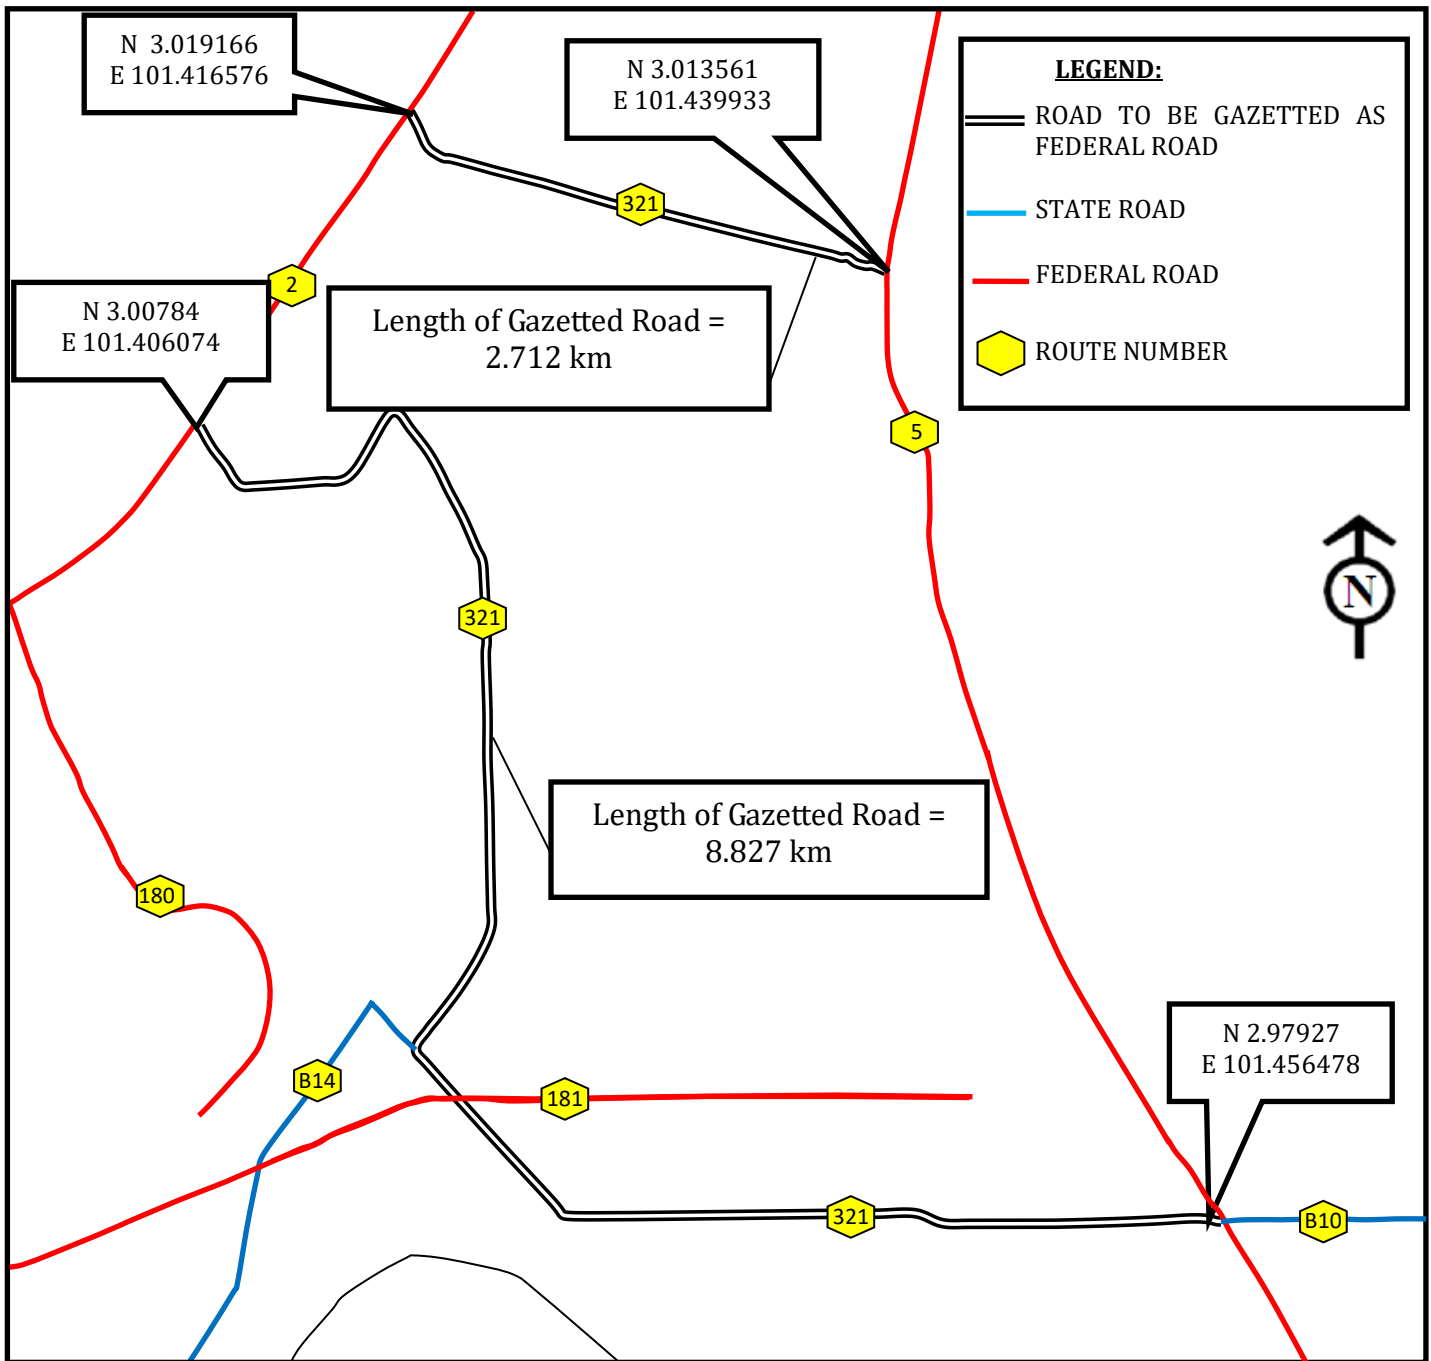 N 3.019166
E 101.416576
N 3.013561
E 101.439933
LEGEND:
ROAD TO BE GAZETTED AS
FEDERAL ROAD
STATE ROAD
FEDERAL ROAD
ROUTE NUMBER
321
2
N 3.00784
E 101.406074
Length of Gazetted Road =
2.712 km
5
N
321
Length of Gazetted Road =
8.827 km
180
N 2.97927
E 101.456478
B14
181
321
B10